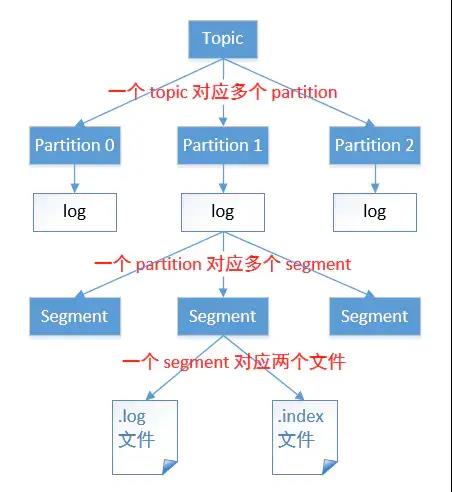 Topic
一个 topic 对应多个 partition
Partition 0
Partition 1
Partition 2
log
log
log
一个 partition 对应多个 segment
Segment
Segment
Segment
一个 segment 对应两个文件
.log
文件
.index
文件